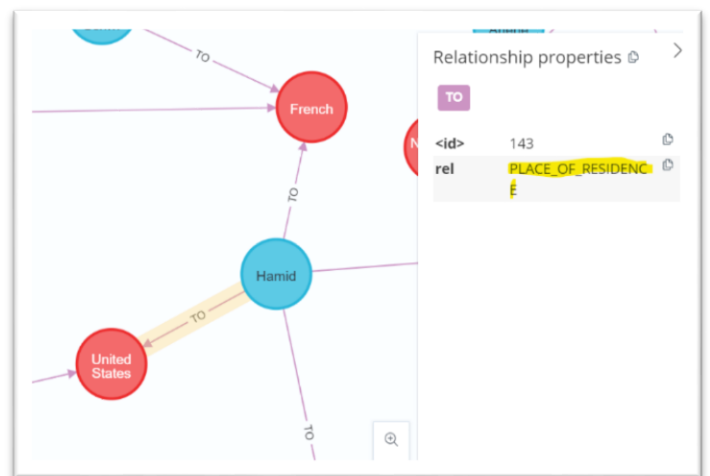 TO
French
TO
Hamid
TO
United
States
TO
Relationship properties
TO
<id> 143
rel PLACE_OF_RESIDENC
E